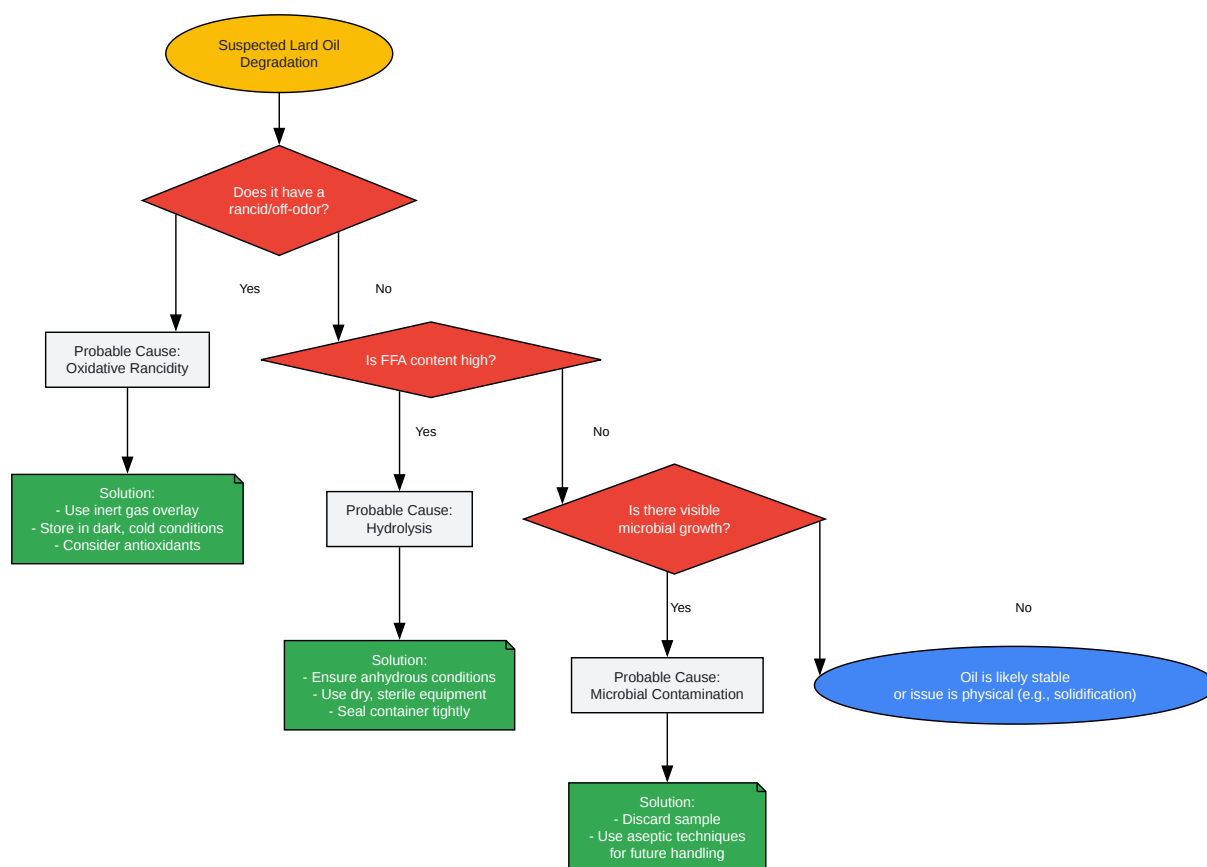 Suspected Lard Oil
Degradation
Does it have a
rancid/off-odor?
Yes
No
Probable Cause:
Oxidative Rancidity
Is FFA content high?
Solution:
- Use inert gas overlay
- Store in dark, cold conditions
- Consider antioxidants
Yes
No
Probable Cause:
Hydrolysis
Is there visible
microbial growth?
Solution:
- Ensure anhydrous conditions
- Use dry, sterile equipment
- Seal container tightly
Yes
No
Probable Cause:
Microbial Contamination
Oil is likely stable
or issue is physical (e.g., solidification)
Solution:
- Discard sample
- Use aseptic techniques
for future handling